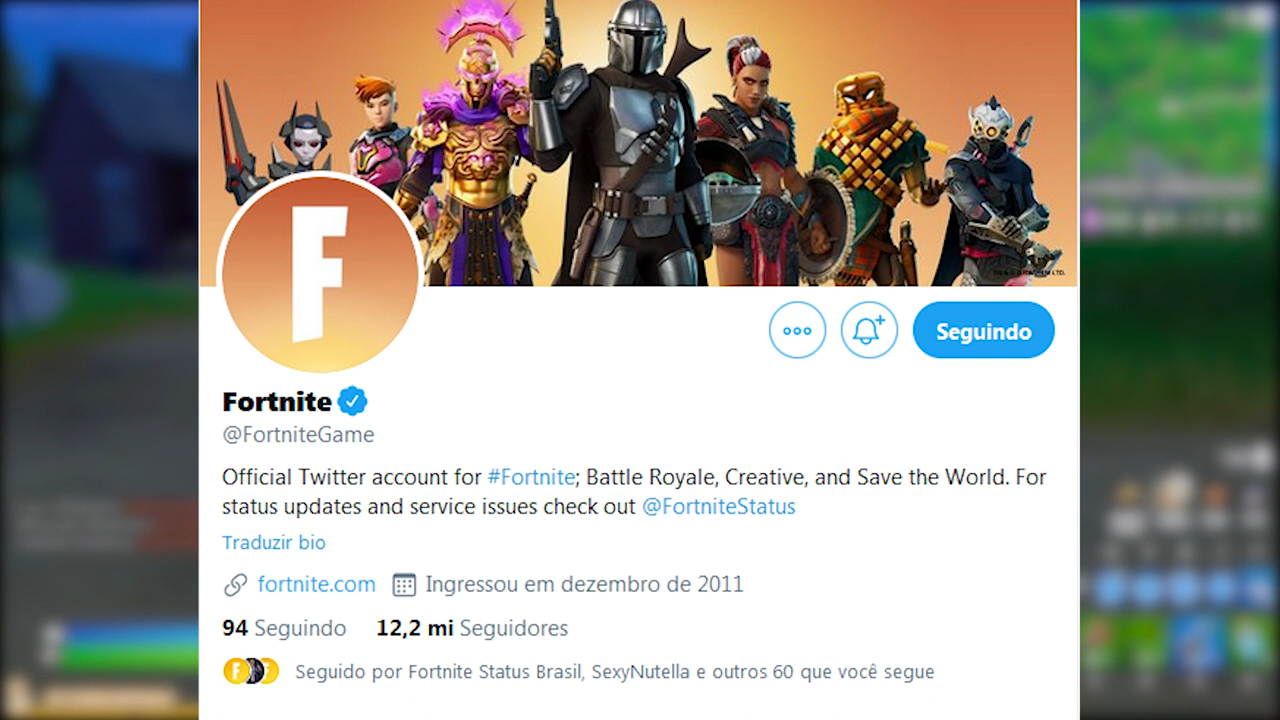 F
Seguindo
Fortnite
@FortniteGame
Official Twitter account for #Fortnite; Battle Royale, Creative, and Save the World. For
status updates and service issues check out @FortniteStatus
Traduzir bio
fortnite.com Ingressou em dezembro de 2011
94 Seguindo 12,2 mi Seguidores
Seguido por Fortnite Status Brasil, SexyNutella e outros 60 que você segue